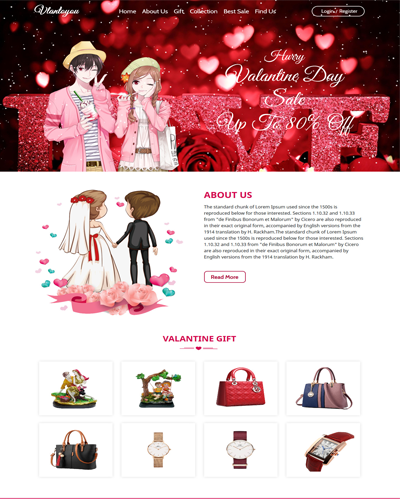 Vlantoyou
Home About Us Gift Collection Best Sale Find Us
Login / Register
Hurry
Valantine Day
Sale
Up To 80% Off
ABOUT US
The standard chunk of Lorem Ipsum used since the 1500s is
reproduced below for those interested. Sections 1.10.32 and 1.10.33
from "de Finibus Bonorum et Malorum" by Cicero are also reproduced
in their exact original form, accompanied by English versions from the
1914 translation by H. Rackham.The standard chunk of Lorem Ipsum
used since the 1500s is reproduced below for those interested. Sections
1.10.32 and 1.10.33 from "de Finibus Bonorum et Malorum" by Cicero
are also reproduced in their exact original form, accompanied by
English versions from the 1914 translation by H. Rackham.
Read More
VALANTINE GIFT